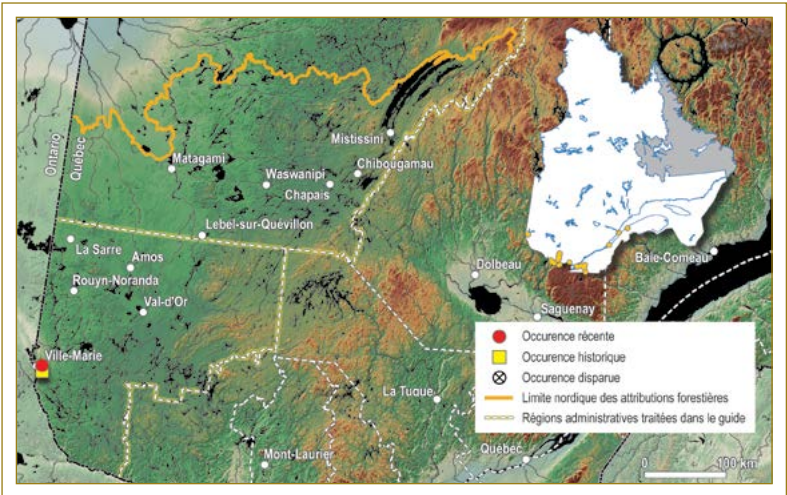 Ontario
Québec
Matagami
Mistissini
Waswanipi
Chibougamau
Chapais
Lebel-sur-Quévillon
La Sarre
Amos
Rouyn-Noranda
Val-d'Or
Dolbeau
Baie-Comeau
Saguenay
Ville-Marie
La Tuque
Mont-Laurier
Québec
Occurence récente
Occurence historique
Occurence disparue
Limite nordique des attributions forestières
Régions administratives traitées dans le guide
0 100 km